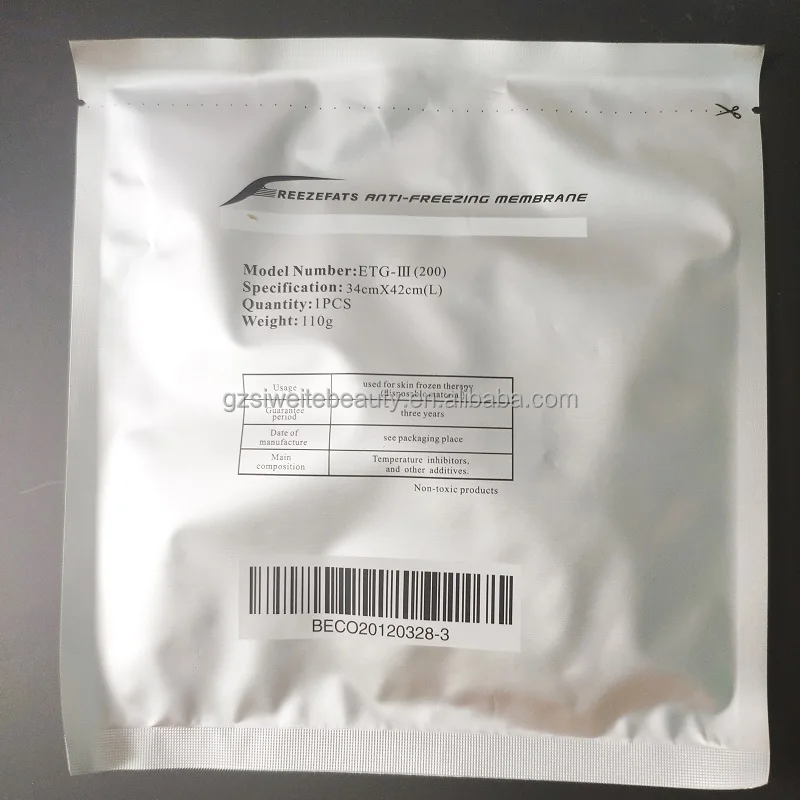 FREEZEFATS ANTI-FREEZING MEMBRANE
Model Number:ETG-Ⅲ(200)
Specification: 34cmX42cm(L)
Quantity:1PCS
Weight: 110g
Usage used for skin frozen therapy
(disposable material)
gzsiweitebeauty.en.alibaba.com
Guarantee period three years
Date of manufacture see packaging place
Main composition Temperature inhibitors,
and other additives.
Non-toxic products
BECO20120328-3